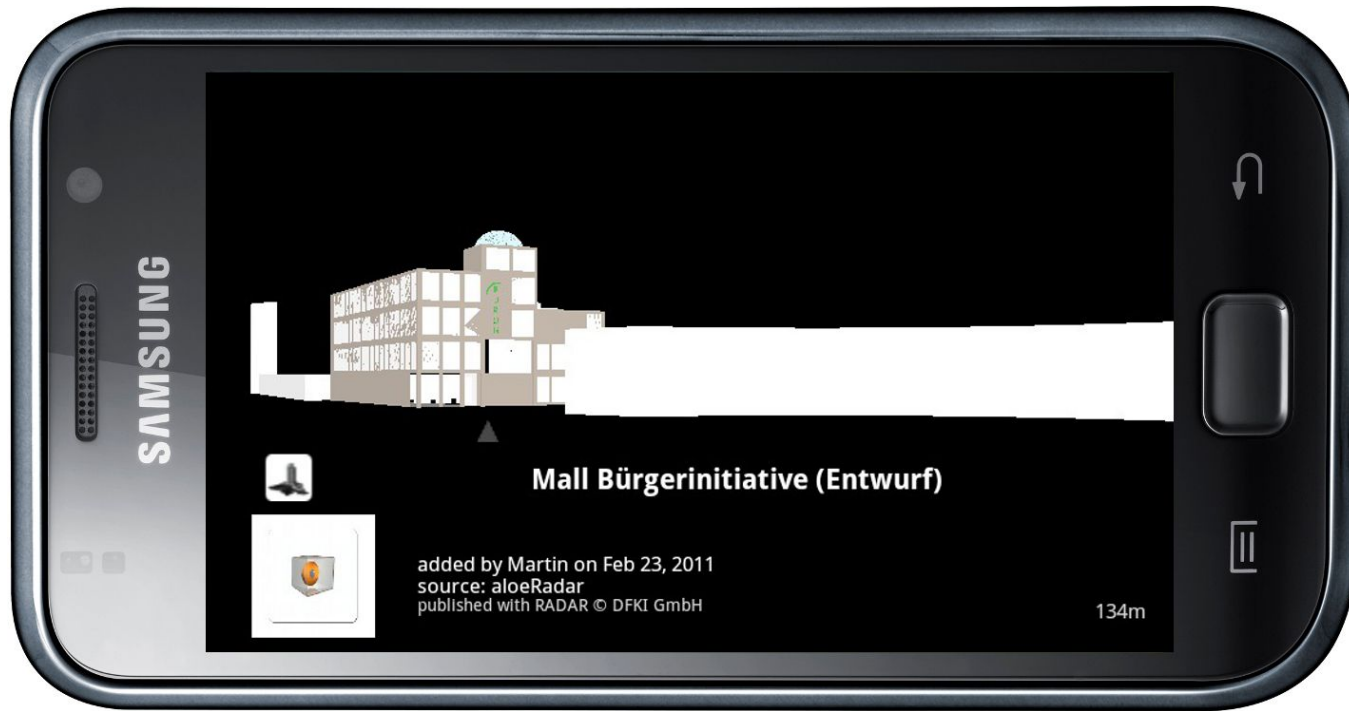 SAMSUNG
Mall Bürgerinitiative (Entwurf)
added by Martin on Feb 23, 2011
source: aloeRadar
published with RADAR © DFKI GmbH
134m